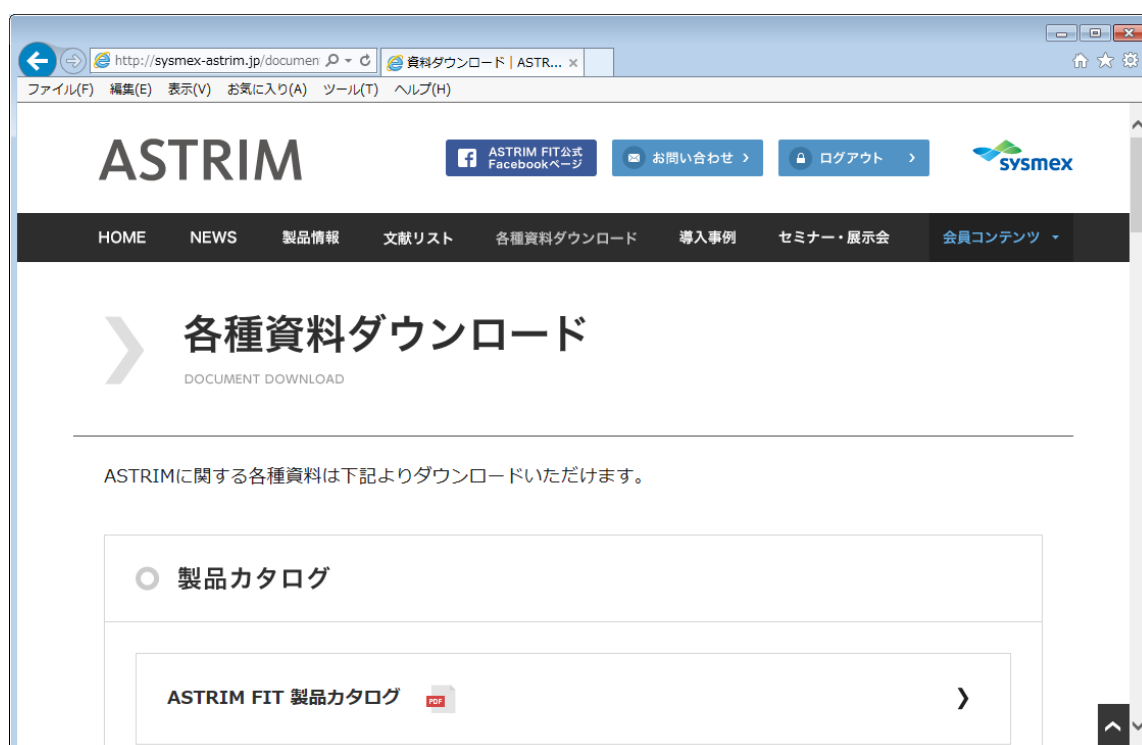 http://sysmex-astrim.jp/documen
資料ダウンロード | ASTR...
ファイル(F) 編集(E) 表示(V) お気に入り(A) ツール(T) ヘルプ(H)
ASTRIM
ASTRIM FIT公式
Facebookページ
お問い合わせ
ログアウト
sysmex
HOME NEWS 製品情報 文献リスト 各種資料ダウンロード 導入事例 セミナー・展示会 会員コンテンツ
各種資料ダウンロード
DOCUMENT DOWNLOAD
ASTRIMに関する各種資料は下記よりダウンロードいただけます。
製品カタログ
ASTRIM FIT 製品カタログ PDF